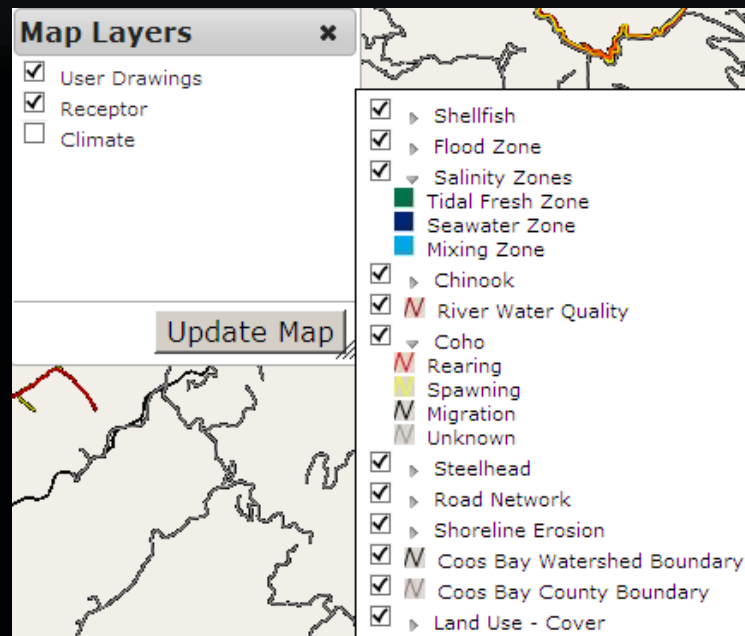 Map Layers
User Drawings
Receptor
Climate
Update Map
Shellfish
Flood Zone
Salinity Zones
Tidal Fresh Zone
Seawater Zone
Mixing Zone
Chinook
River Water Quality
Coho
Rearing
Spawning
Migration
Unknown
Steelhead
Road Network
Shoreline Erosion
Coos Bay Watershed Boundary
Coos Bay County Boundary
Land Use - Cover